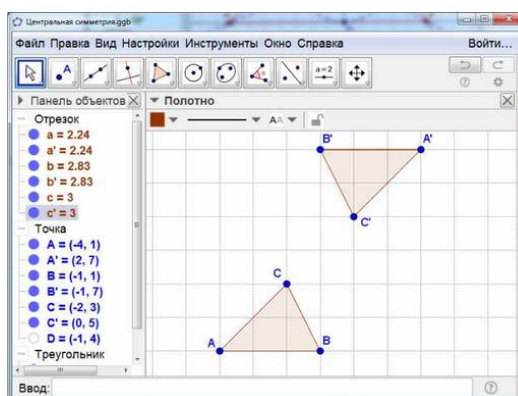 Центральная симметрия.ggb
Файл Правка Вид Настройки Инструменты Окно Справка Войти...
A
a=2
Панель объектов
Полотно
AA
Отрезок
a = 2.24
a' = 2.24
b = 2.83
b' = 2.83
c = 3
c' = 3
Точка
A = (-4, 1)
A' = (2, 7)
B = (-1, 1)
B' = (-1, 7)
C = (-2, 3)
C' = (0, 5)
D = (-1, 4)
Треугольник
B'
A'
C'
C
A
B
Ввод: